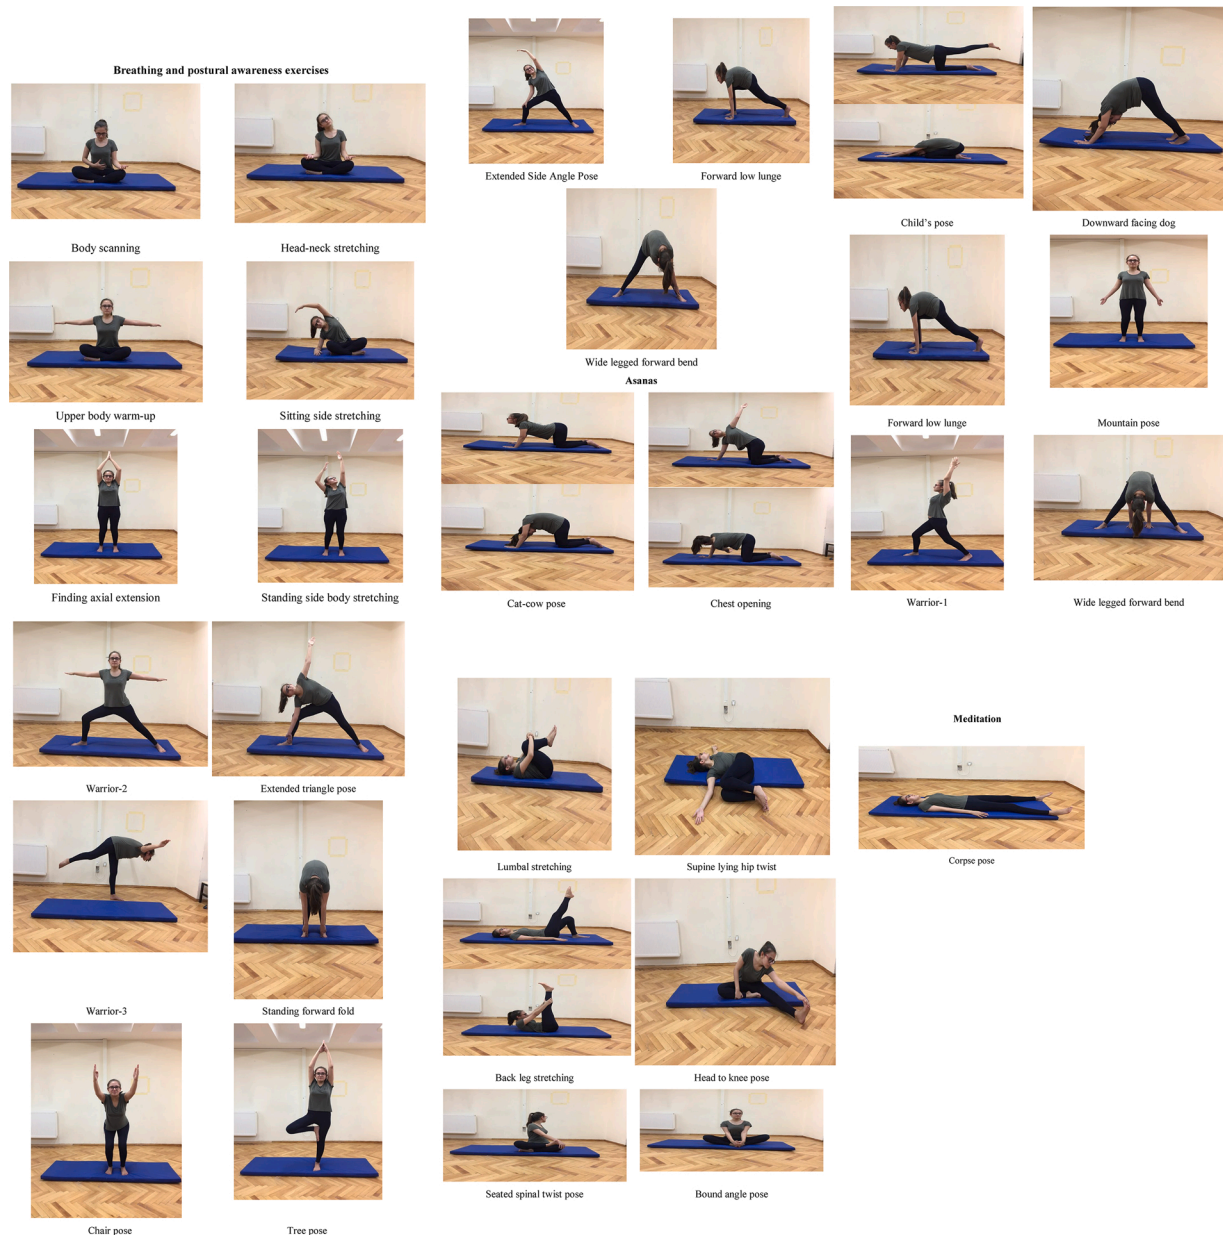 Breathing and postural awareness exercises
Body scanning
Head-neck stretching
Upper body warm-up
Sitting side stretching
Finding axial extension
Standing side body stretching
Extended Side Angle Pose
Forward low lunge
Wide legged forward bend
Asanas
Cat-cow pose
Chest opening
Child's pose
Downward facing dog
Forward low lunge
Mountain pose
Warrior-1
Wide legged forward bend
Warrior-2
Extended triangle pose
Warrior-3
Standing forward fold
Chair pose
Tree pose
Lumbal stretching
Supine lying hip twist
Back leg stretching
Head to knee pose
Seated spinal twist pose
Bound angle pose
Meditation
Corpse pose